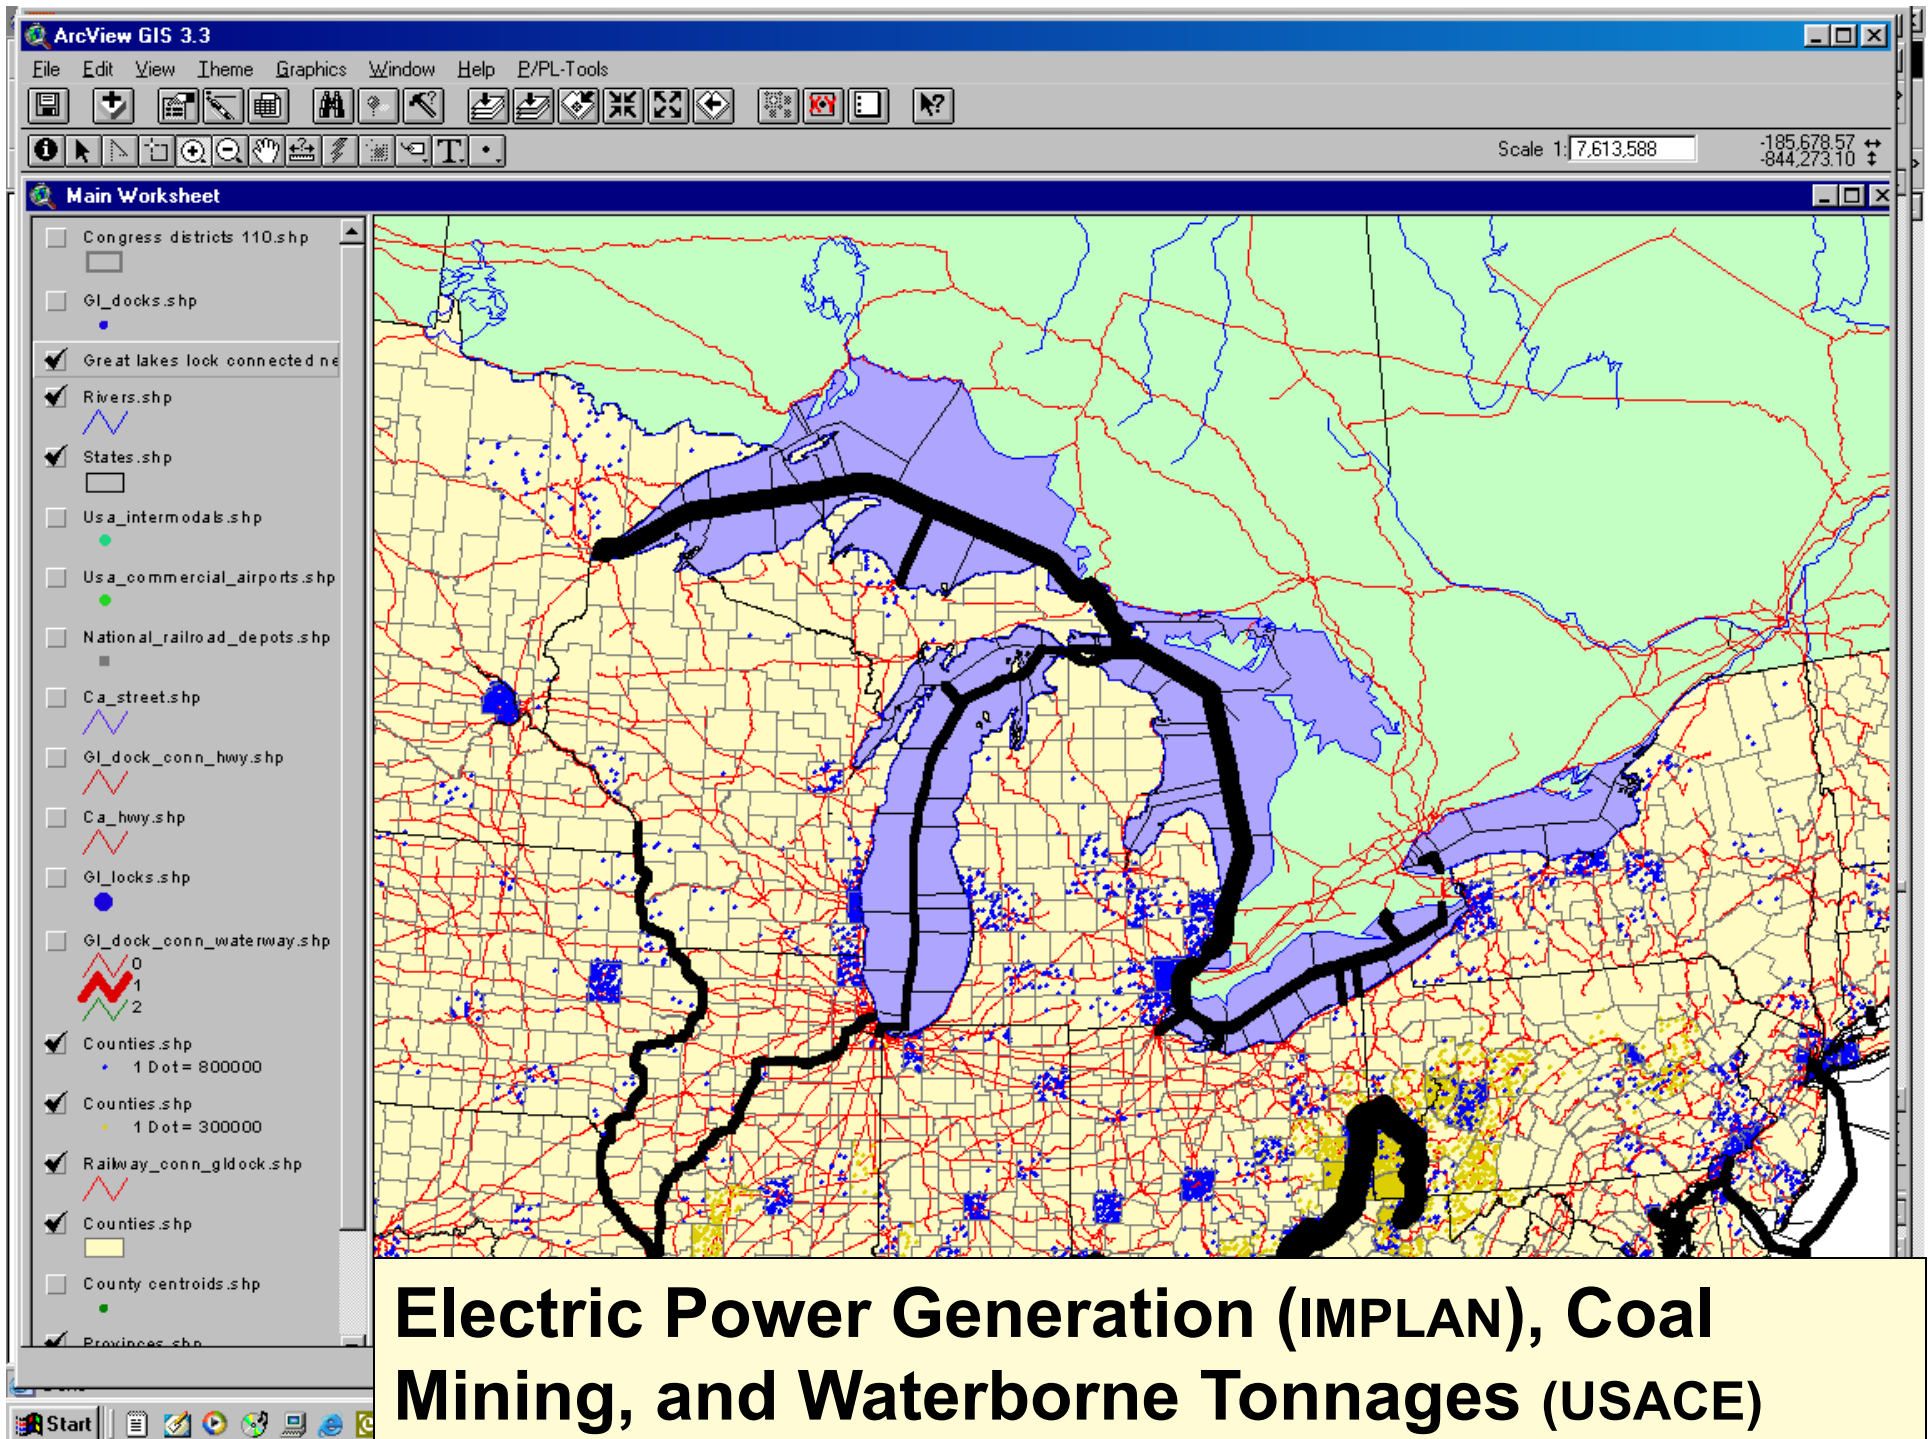 ArcView GIS 3.3
File Edit View Theme Graphics Window Help P/PL-Tools
Scale 1: 7,613,588
-185,678.57
-844,273.10
Main Worksheet
Congress districts 110.shp
Gl_docks.shp
Great lakes lock connected ne
Rivers.shp
States.shp
Usa_intermodals.shp
Usa_commercial_airports.shp
National_railroad_depots.shp
Ca_street.shp
Gl_dock_conn_hwy.shp
Ca_hwy.shp
Gl_locks.shp
Gl_dock_conn_waterway.shp
0
1
2
Counties.shp
1 Dot = 800000
Counties.shp
1 Dot = 300000
Railway_conn_gldock.shp
Counties.shp
County centroids.shp
Provinces.shp
Electric Power Generation (IMPLAN), Coal
Mining, and Waterborne Tonnages (USACE)
Start